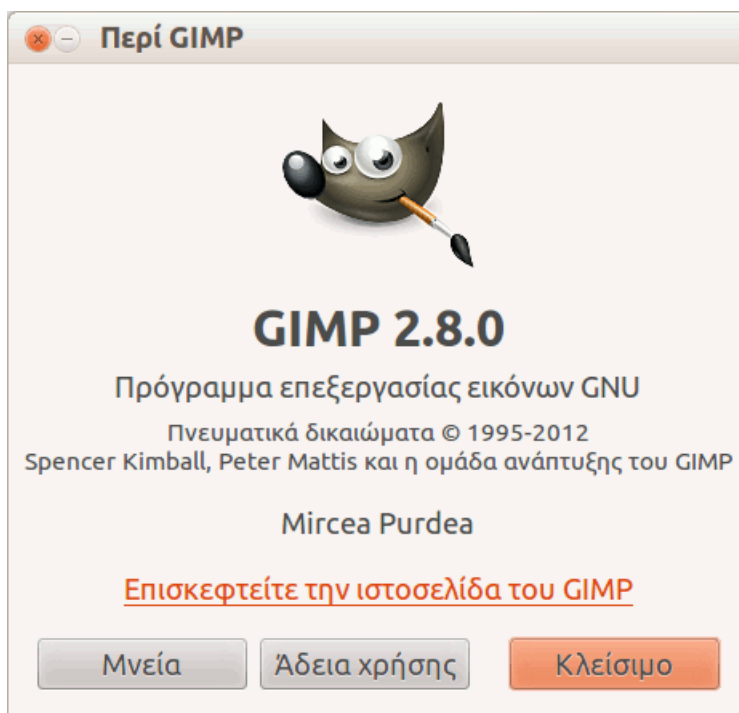 Περί GIMP
GIMP 2.8.0
Πρόγραμμα επεξεργασίας εικόνων GNU
Πνευματικά δικαιώματα © 1995-2012
Spencer Kimball, Peter Mattis και η ομάδα ανάπτυξης του GIMP
Mircea Purdea
Επισκεφτείτε την ιστοσελίδα του GIMP
Μνεία Άδεια χρήσης Κλείσιμο